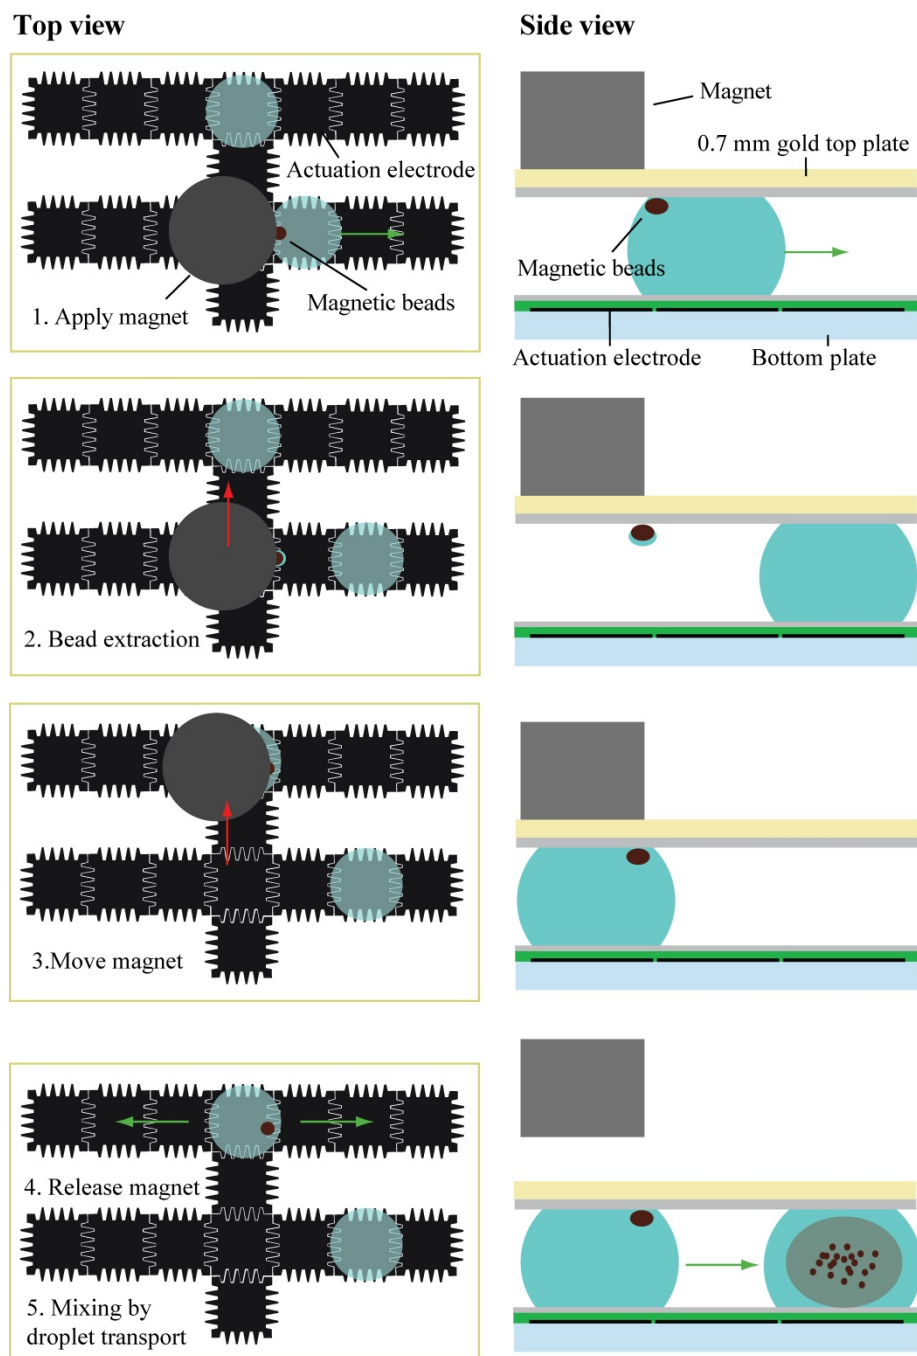 Top view
Side view
Actuation electrode
1. Apply magnet
Magnetic beads
Magnet
0.7 mm gold top plate
Magnetic beads
Actuation electrode
Bottom plate
2. Bead extraction
3.Move magnet
4. Release magnet
5. Mixing by
droplet transport